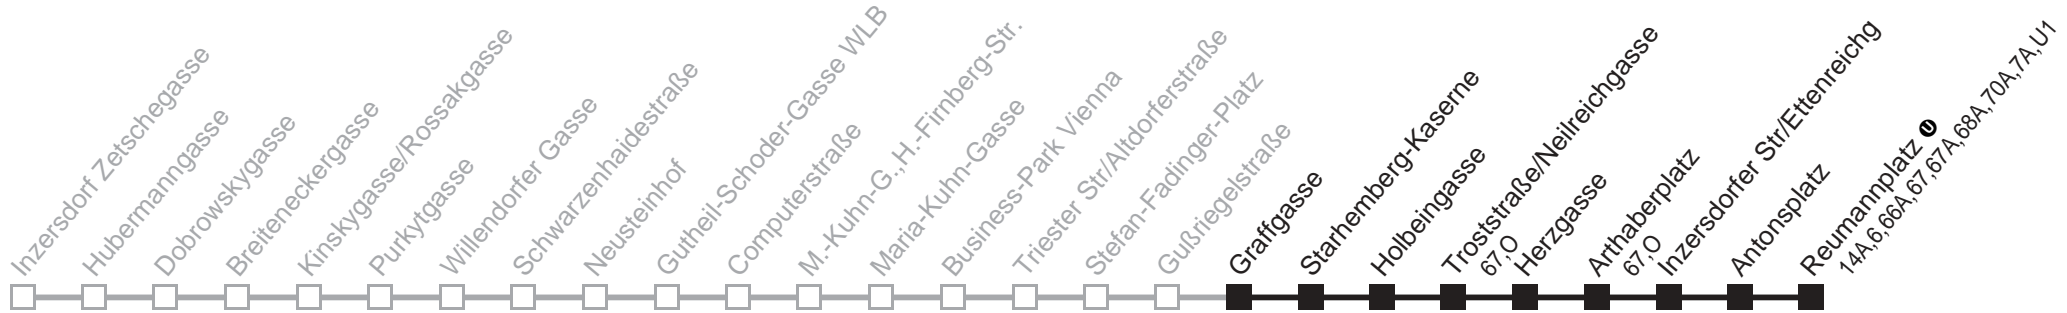 Inzersdorf Zetschegasse
Hubermanngasse
Dobrowskygasse
Breiteneckergasse
Kinskygasse/Rossakgasse
Purkytgasse
Willendorfer Gasse
Schwarzenhaidestraße
Neusteinhof
Gutheil-Schoder-Gasse WLB
Computerstraße
M.-Kuhn-G.,H.-Firnberg-Str.
Maria-Kuhn-Gasse
Business-Park Vienna
Triester Str/Altdorferstraße
Stefan-Fadinger-Platz
Gußriegelstraße
Graffgasse
Starhemberg-Kaserne
Holbeingasse
Troststraße/Neilreichgasse
67,O
Herzgasse
Arthaberplatz
67,O
Inzersdorfer Str/Ettenreichg
Antonsplatz
Reumannplatz U
14A,6,66A,67,67A,68A,70A,7A,U1